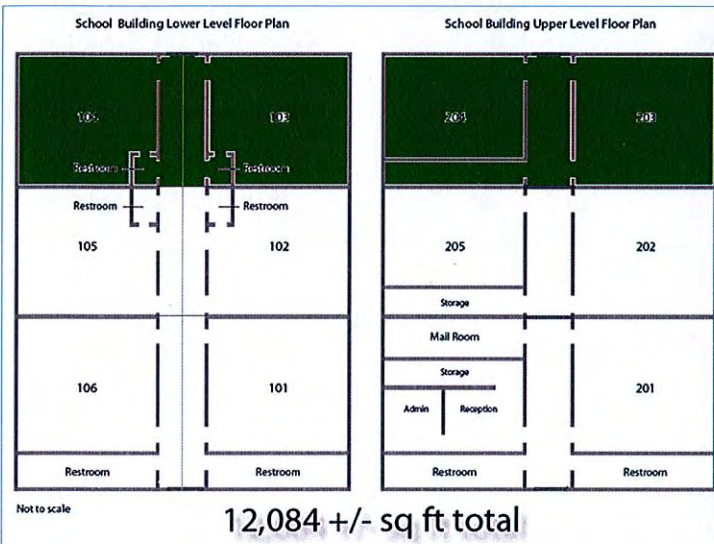 School Building Lower Level Floor Plan
104
103
Restroom
Restroom
Restroom
Restroom
105
102
106
101
Restroom
Restroom
Not to scale
School Building Upper Level Floor Plan
204
203
205
202
Storage
Mail Room
Storage
201
Admin
Reception
Restroom
Restroom
12,084 +/- sq ft total